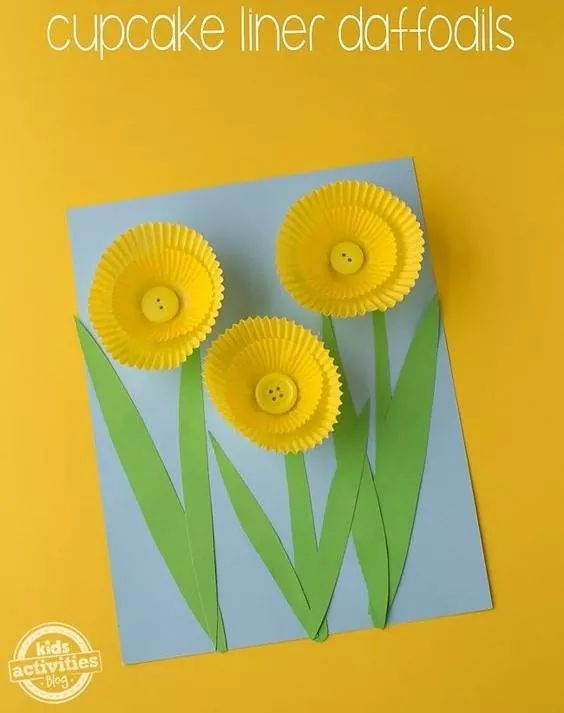 cupcake liner daffodils
kids
activities
Blog